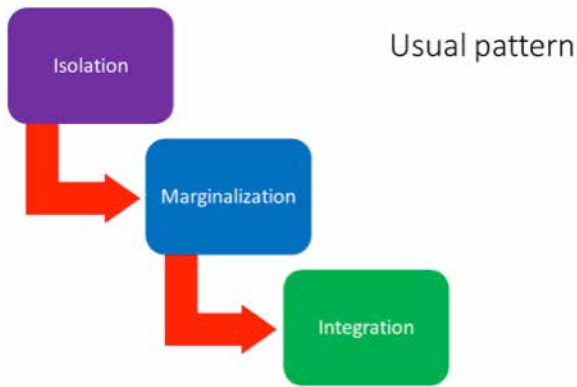 Usual pattern
Isolation
Marginalization
Integration